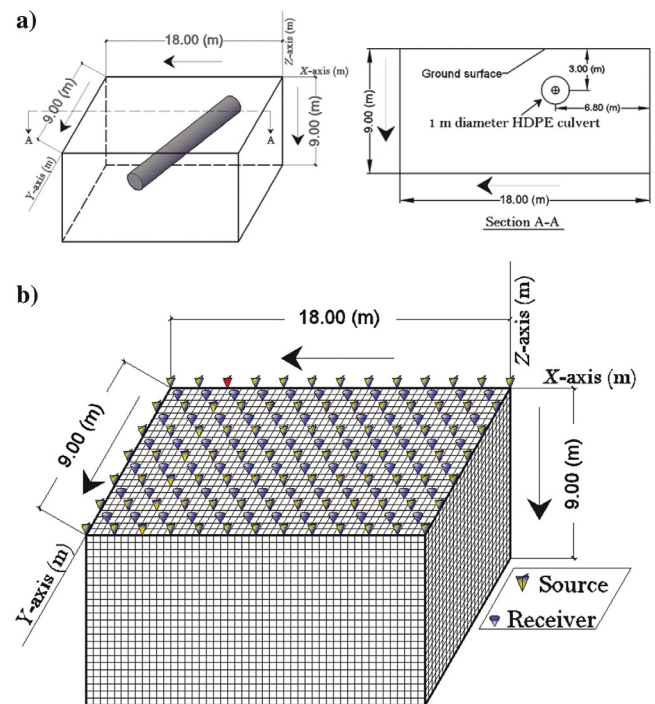 a)
18.00 (m)
X-axis (m)
Z-axis (m)
9.00 (m)
9.00 (m)
A
A
Y-axis (m)
Ground surface
3.00 (m)
6.80 (m)
1 m diameter HDPE culvert
9.00 (m)
18.00 (m)
Section A-A
b)
18.00 (m)
Z-axis (m)
X-axis (m)
9.00 (m)
9.00 (m)
Y-axis (m)
Source
Receiver